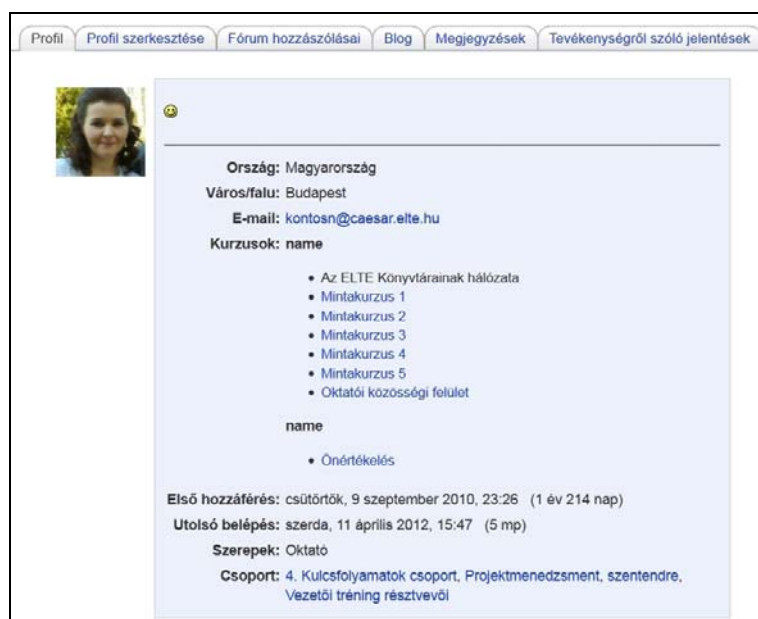 Profil Profil szerkesztése Fórum hozzászólásai Blog Megjegyzések Tevékenységről szóló jelentések
Ország: Magyarország
Város/falu: Budapest
E-mail: kontosn@caesar.elte.hu
Kurzusok: name
• Az ELTE Könyvtárainak hálózata
• Mintakurzus 1
• Mintakurzus 2
• Mintakurzus 3
• Mintakurzus 4
• Mintakurzus 5
• Oktatói közösségi felület
name
• Önértékelés
Első hozzáférés: csütörtök, 9 szeptember 2010, 23:26 (1 év 214 nap)
Utolsó belépés: szerda, 11 április 2012, 15:47 (5 mp)
Szerepek: Oktató
Csoport: 4. Kulcsfolyamatok csoport, Projektmenedzsment, szentendre,
Vezetői tréning résztvevői